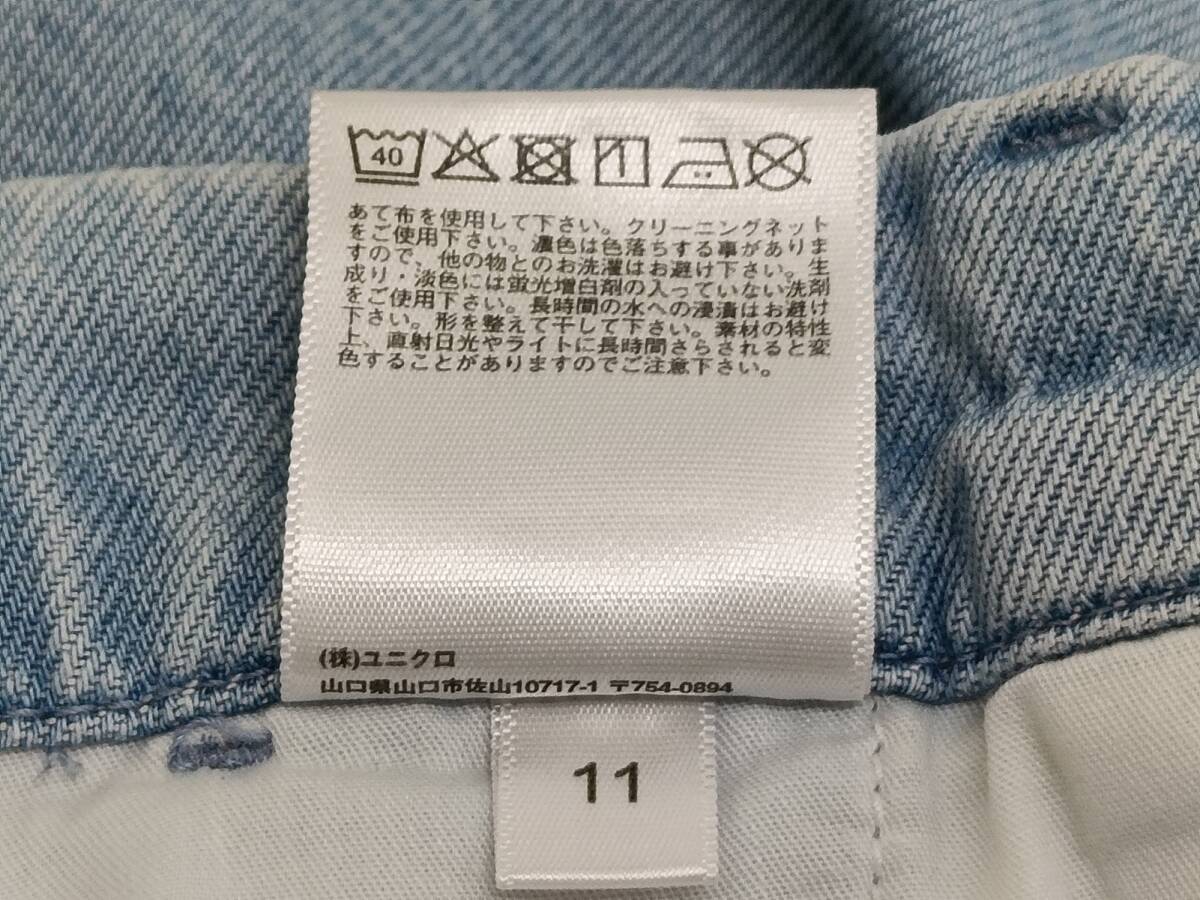 40
あて布を使用して下さい。クリーニングネット
をご使用下さい。濃色は色落ちする事がありま
すので、他の物とのお洗濯はお避け下さい。生
成り・淡色には蛍光増白剤の入っていない洗剤
をご使用下さい。長時間の水への浸漬はお避け
下さい。形を整えて干して下さい。素材の特性
上、直射日光やライトに長時間さらされると変
色することがありますのでご注意下さい。
(株)ユニクロ
山口県山口市佐山10717-1 〒754-0894
11